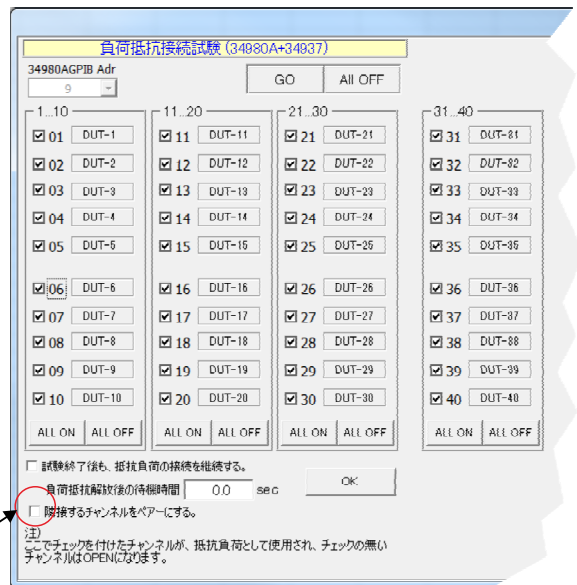 負荷抵抗接続試験 (34980A+34937)
34980AGPIB Adr
9
GO All OFF
1...10 11...20 21...30 31...40
01 DUT-1 11 DUT-11 21 DUT-21 31 DUT-31
02 DUT-2 12 DUT-12 22 DUT-22 32 DUT-32
03 DUT-3 13 DUT-13 23 DUT-23 33 DUT-33
04 DUT-4 14 DUT-14 24 DUT-24 34 DUT-34
05 DUT-5 15 DUT-15 25 DUT-25 35 DUT-35
06 DUT-6 16 DUT-16 26 DUT-26 36 DUT-36
07 DUT-7 17 DUT-17 27 DUT-27 37 DUT-37
08 DUT-8 18 DUT-18 28 DUT-28 38 DUT-38
09 DUT-9 19 DUT-19 29 DUT-29 39 DUT-39
10 DUT-10 20 DUT-20 30 DUT-30 40 DUT-40
ALL ON ALL OFF ALL ON ALL OFF ALL ON ALL OFF ALL ON ALL OFF
試験終了後も、抵抗負荷の接続を継続する。
負荷抵抗解放後の待機時間 0.0 sec OK
隣接するチャンネルをペアーにする。
注)
ここでチェックを付けたチャンネルが、抵抗負荷として使用され、チェックの無い
チャンネルはOPENになります。